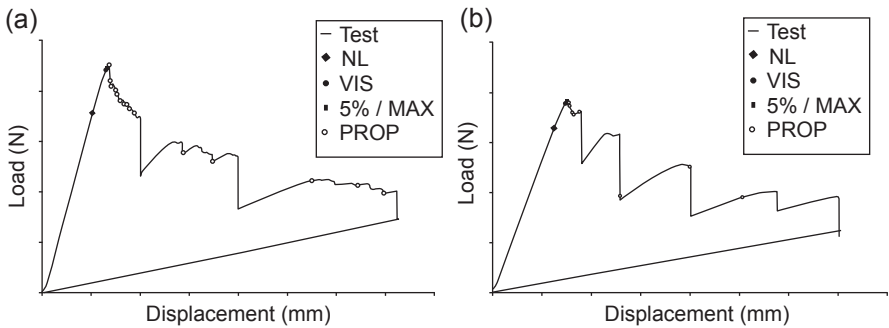 (a)
Load (N)
Test
NL
VIS
5% / MAX
PROP
Displacement (mm)
(b)
Load (N)
Test
NL
VIS
5% / MAX
PROP
Displacement (mm)